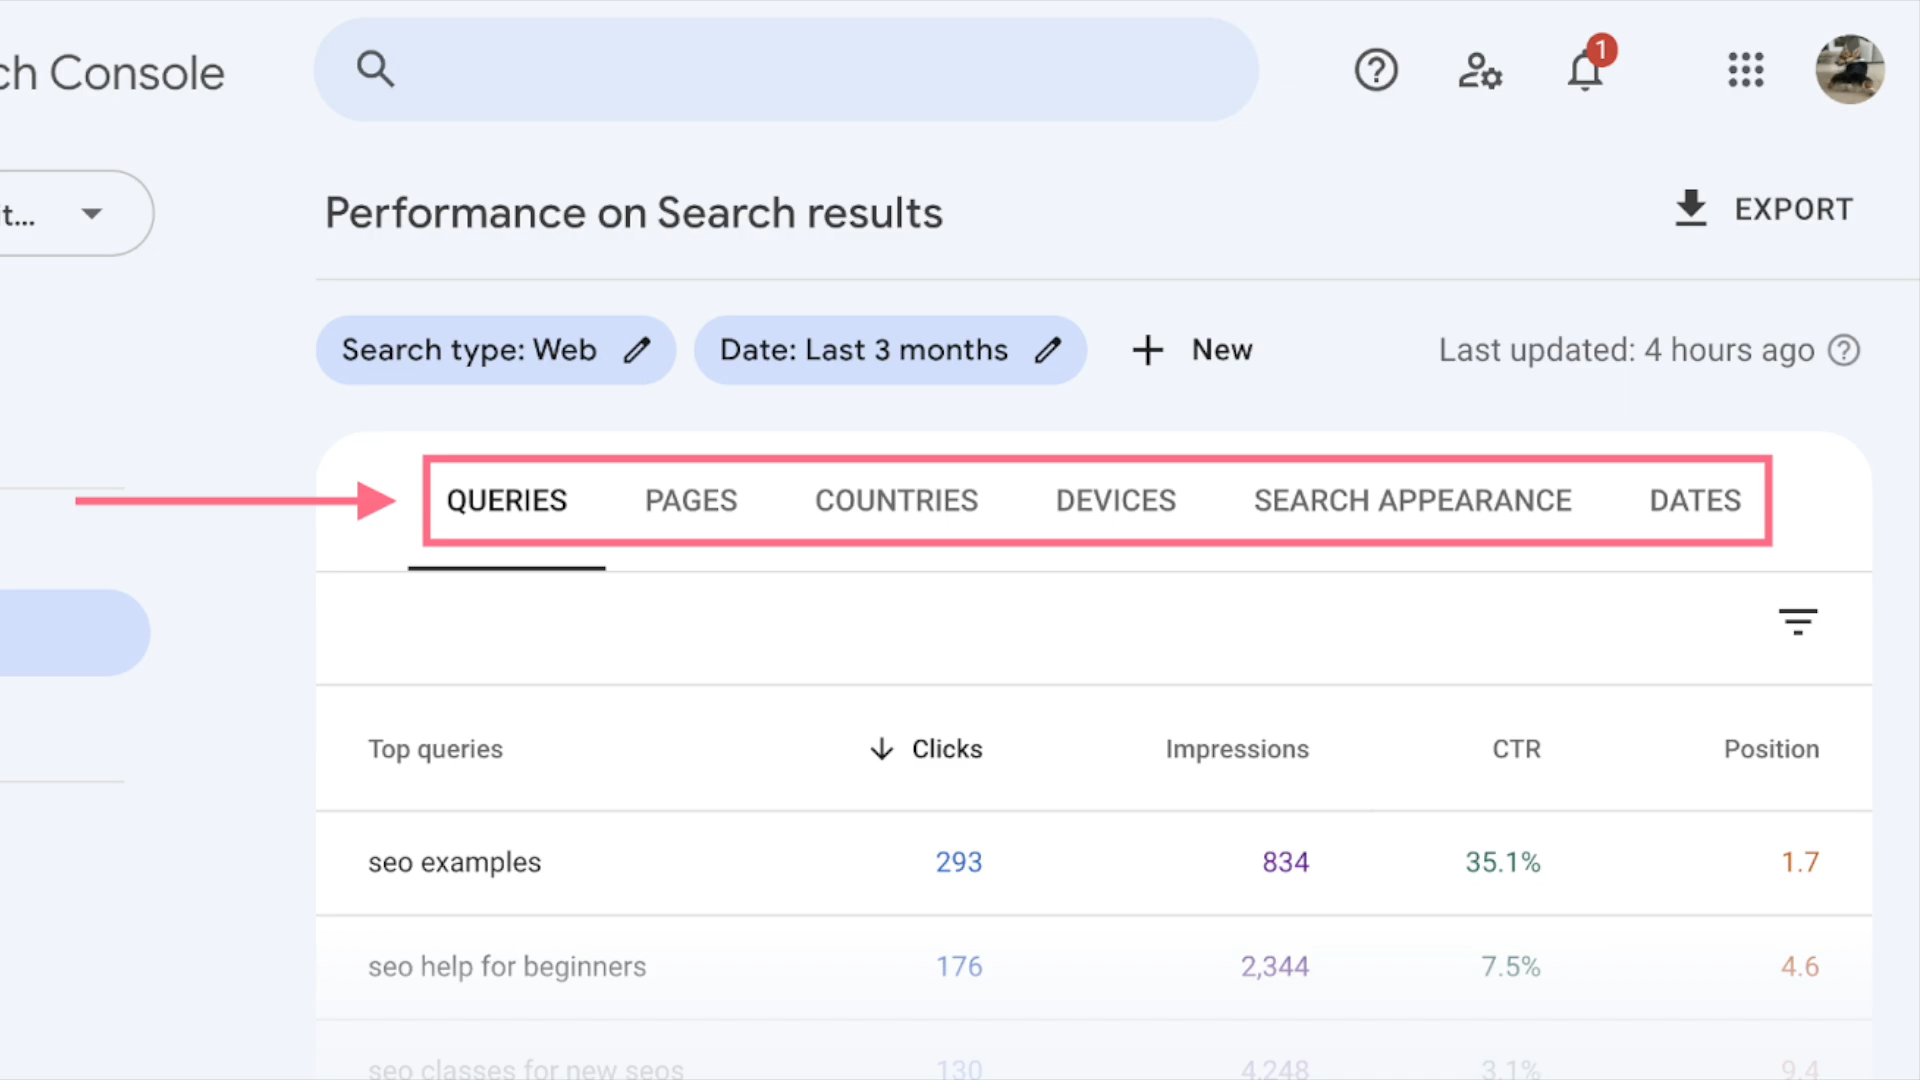 ch Console
1
t...
Performance on Search results
EXPORT
Search type: Web
Date: Last 3 months
New
Last updated: 4 hours ago
QUERIES PAGES COUNTRIES DEVICES SEARCH APPEARANCE DATES
Top queries Clicks Impressions CTR Position
seo examples 293 834 35.1% 1.7
seo help for beginners 176 2,344 7.5% 4.6
seo classes for new seos 130 4,248 3.1% 9.4